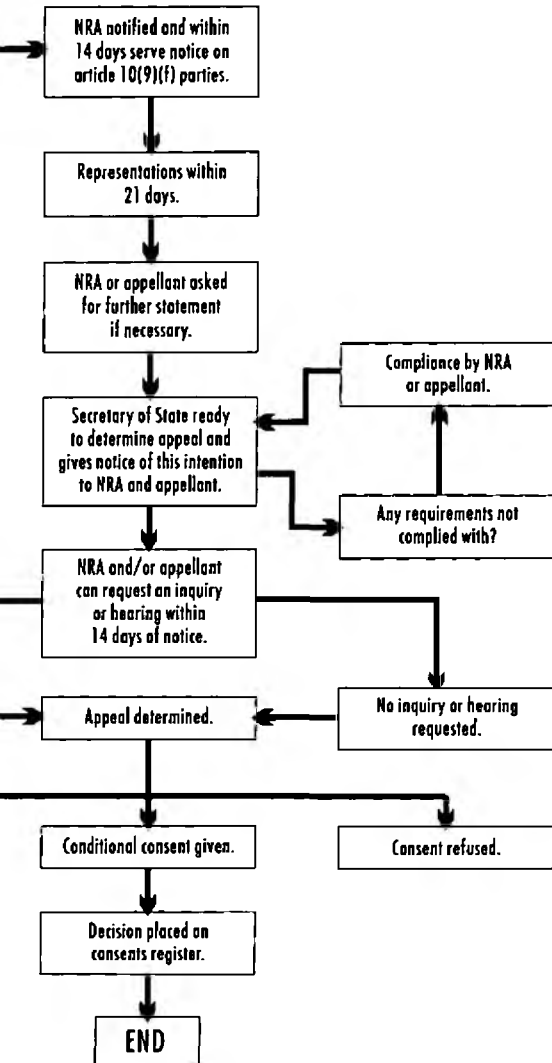 NRA notified and within
14 days serve notice on
article 10(9)(f) parties.
Representations within
21 days.
NRA or appellant asked
for further statement
if necessary.
Compliance by NRA
or appellant.
Secretary of State ready
to determine appeal and
gives notice of this intention
to NRA and appellant.
Any requirements not
complied with?
NRA and/or appellant
can request an inquiry
or hearing within
14 days of notice.
No inquiry or hearing
requested.
Appeal determined.
Conditional consent given.
Consent refused.
Decision placed on
consents register.
END